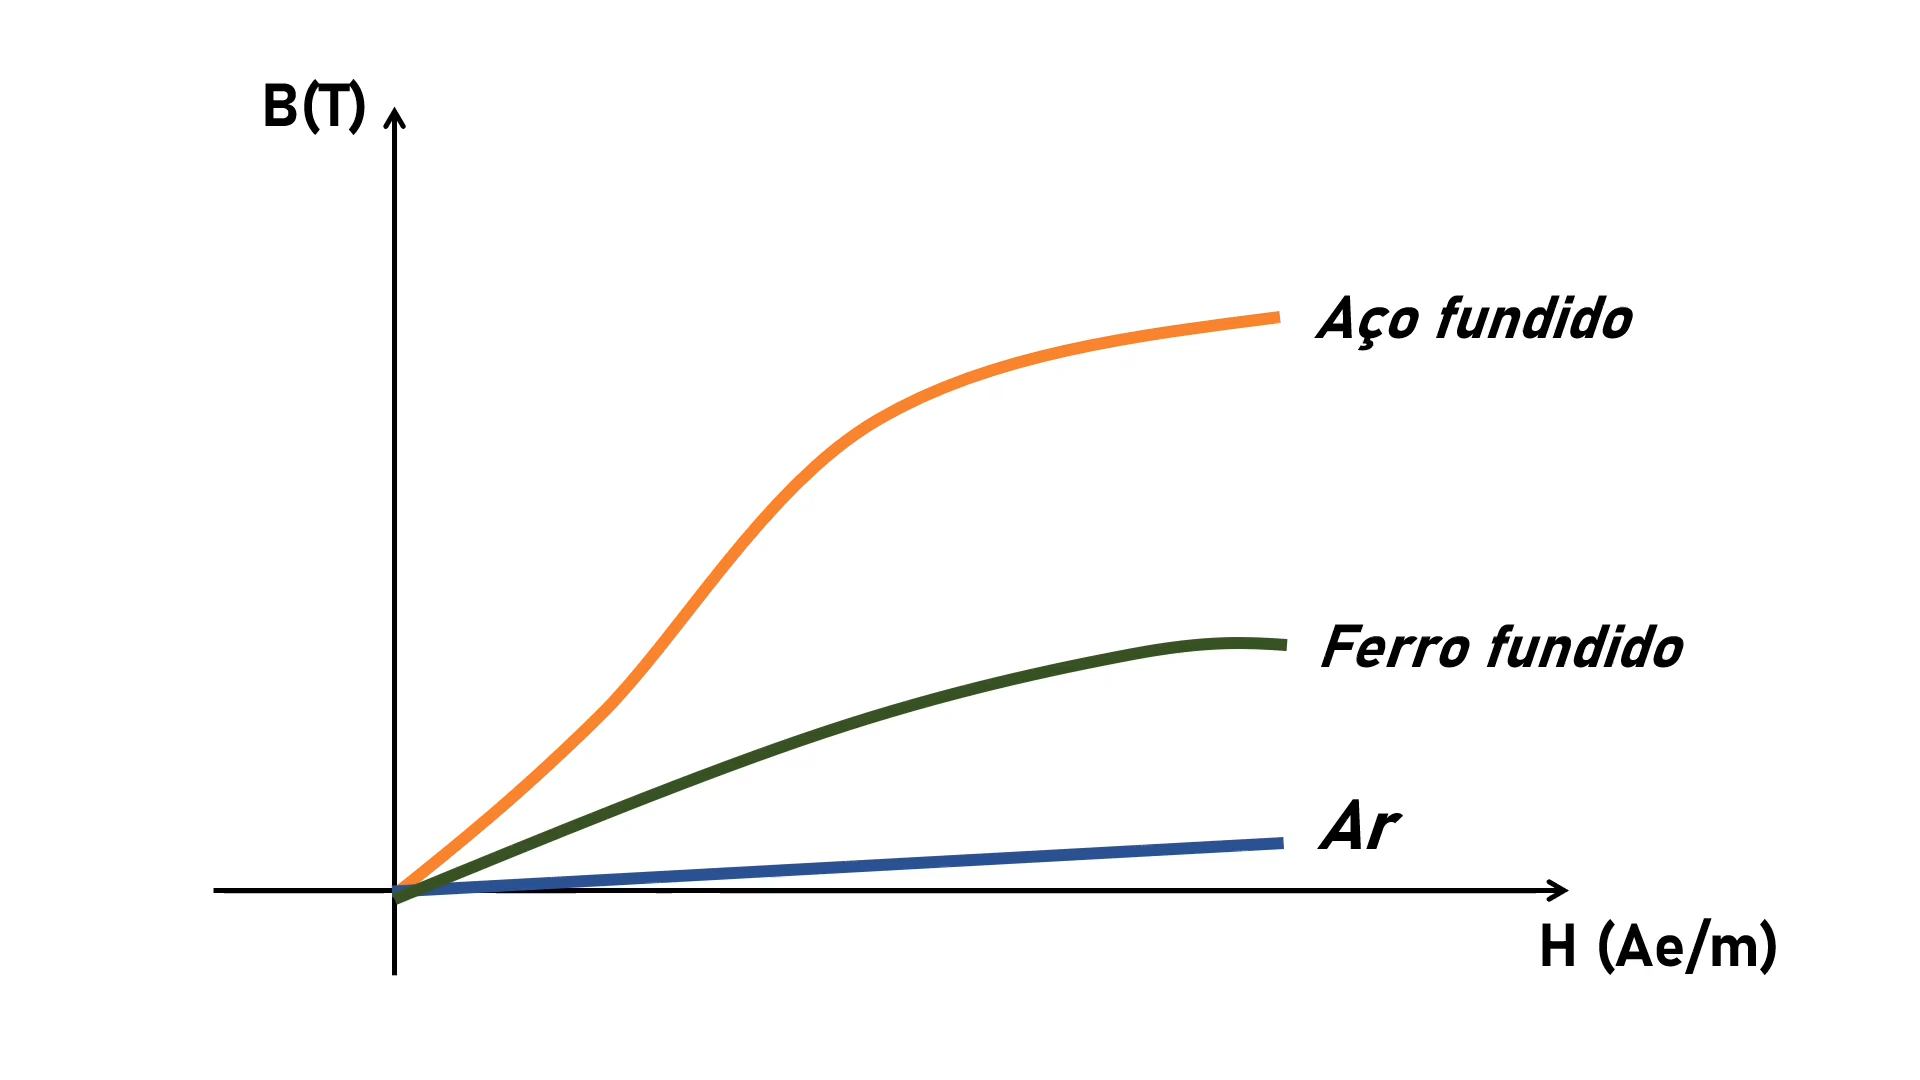 B(T)
Aço fundido
Ferro fundido
Ar
H (Ae/m)